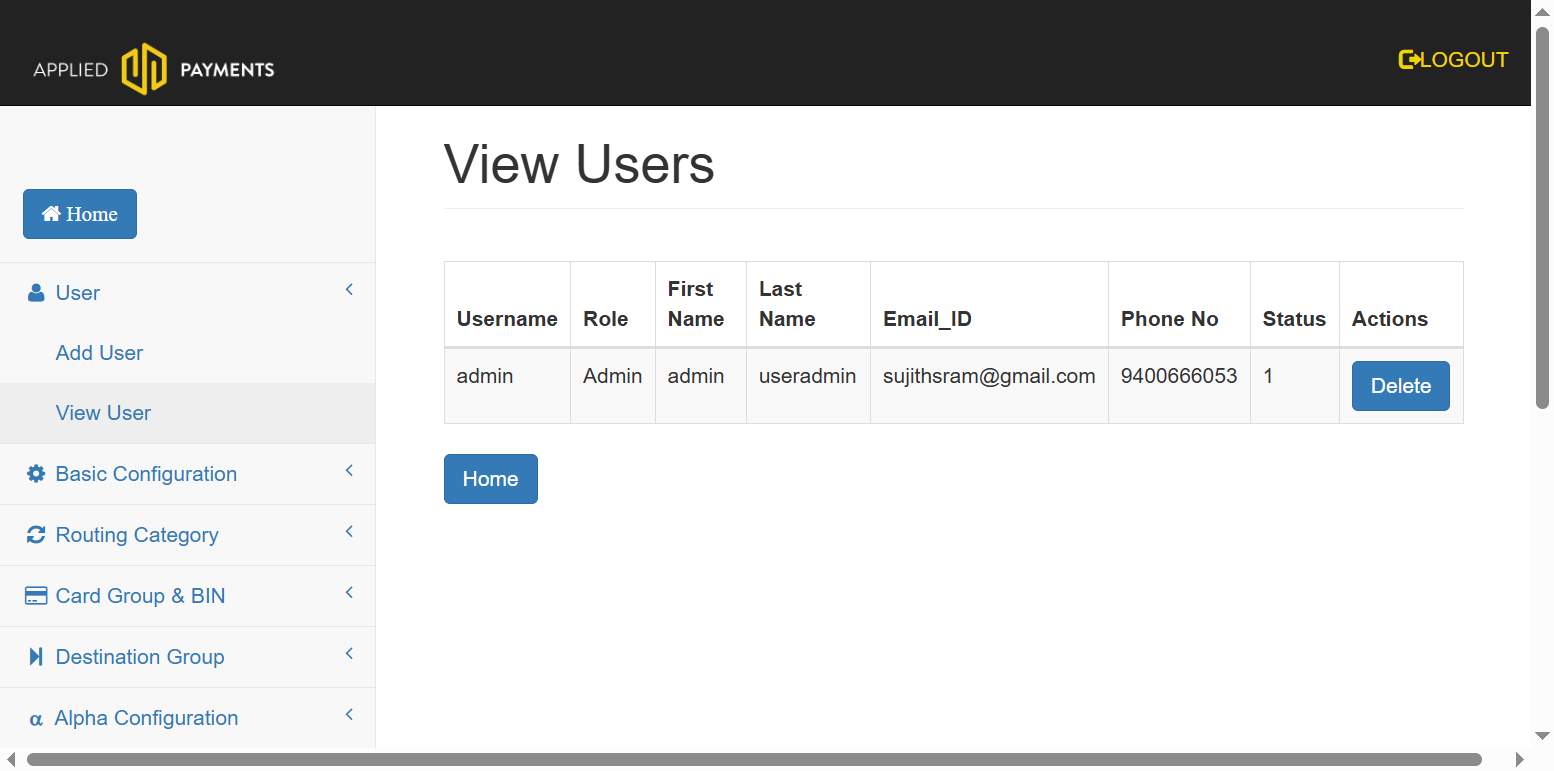 APPLIED PAYMENTS
LOGOUT
Home
User
Add User
View User
Basic Configuration
Routing Category
Card Group & BIN
Destination Group
α Alpha Configuration
View Users
Username Role First Name Last Name Email_ID Phone No Status Actions
admin Admin admin useradmin sujithsram@gmail.com 9400666053 1 Delete
Home